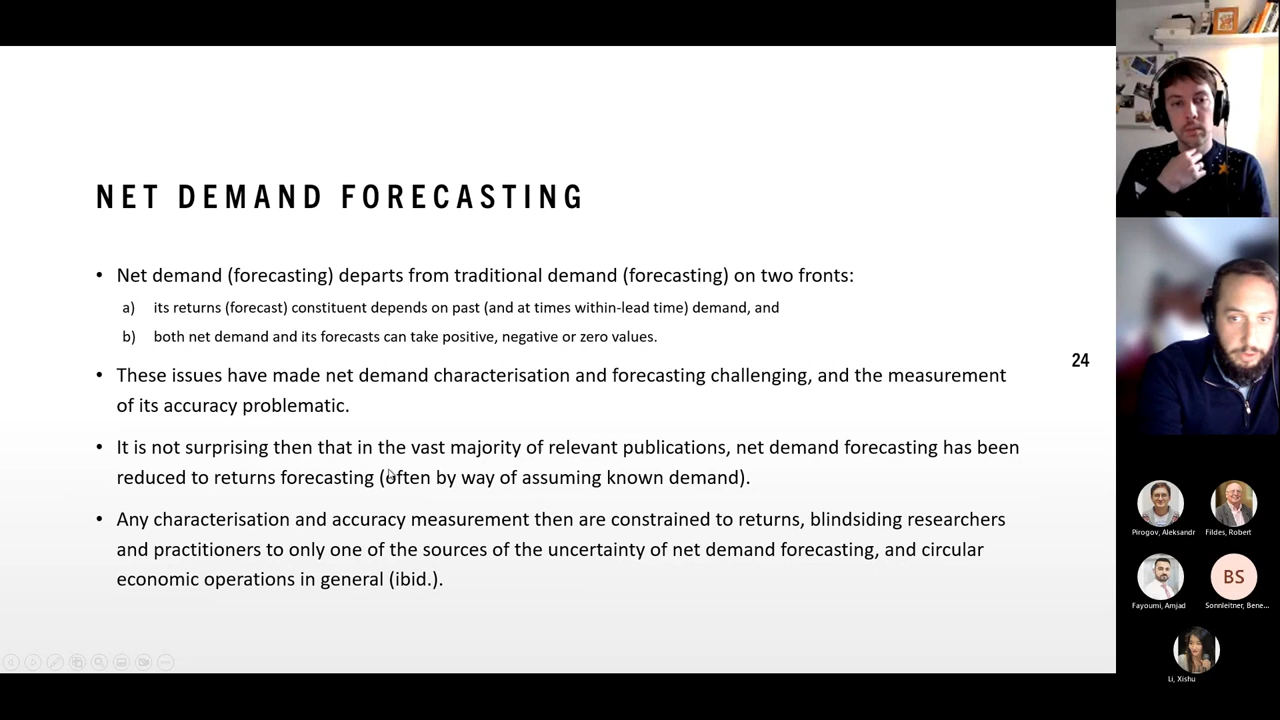 NET DEMAND FORECASTING
• Net demand (forecasting) departs from traditional demand (forecasting) on two fronts:
a) its returns (forecast) constituent depends on past (and at times within-lead time) demand, and
b) both net demand and its forecasts can take positive, negative or zero values.
• These issues have made net demand characterisation and forecasting challenging, and the measurement
of its accuracy problematic.
• It is not surprising then that in the vast majority of relevant publications, net demand forecasting has been
reduced to returns forecasting (often by way of assuming known demand).
• Any characterisation and accuracy measurement then are constrained to returns, blindsiding researchers
and practitioners to only one of the sources of the uncertainty of net demand forecasting, and circular
economic operations in general (ibid.).
24
Pirogov, Aleksandr
Fildes, Robert
Fayoumi, Amjad
BS
Sonnleitner, Bene...
Li, Xishu